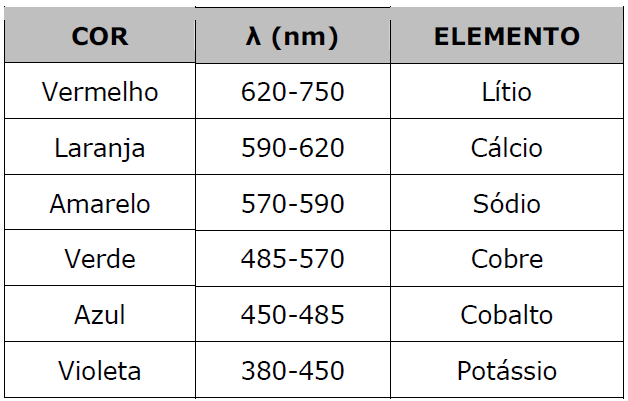 COR λ (nm) ELEMENTO
Vermelho 620-750 Lítio
Laranja 590-620 Cálcio
Amarelo 570-590 Sódio
Verde 485-570 Cobre
Azul 450-485 Cobalto
Violeta 380-450 Potássio